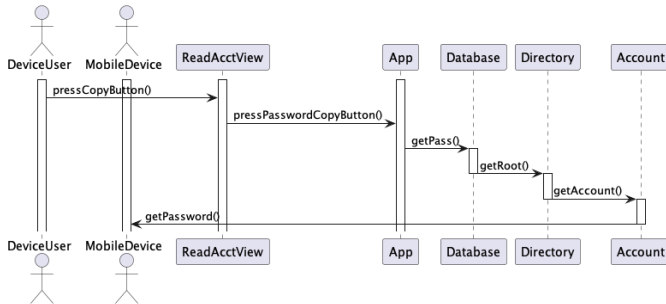 DeviceUser MobileDevice ReadAcctView App Database Directory Account
pressCopyButton()
pressPasswordCopyButton()
getPass()
getRoot()
getAccount()
getPassword()
DeviceUser MobileDevice ReadAcctView App Database Directory Account